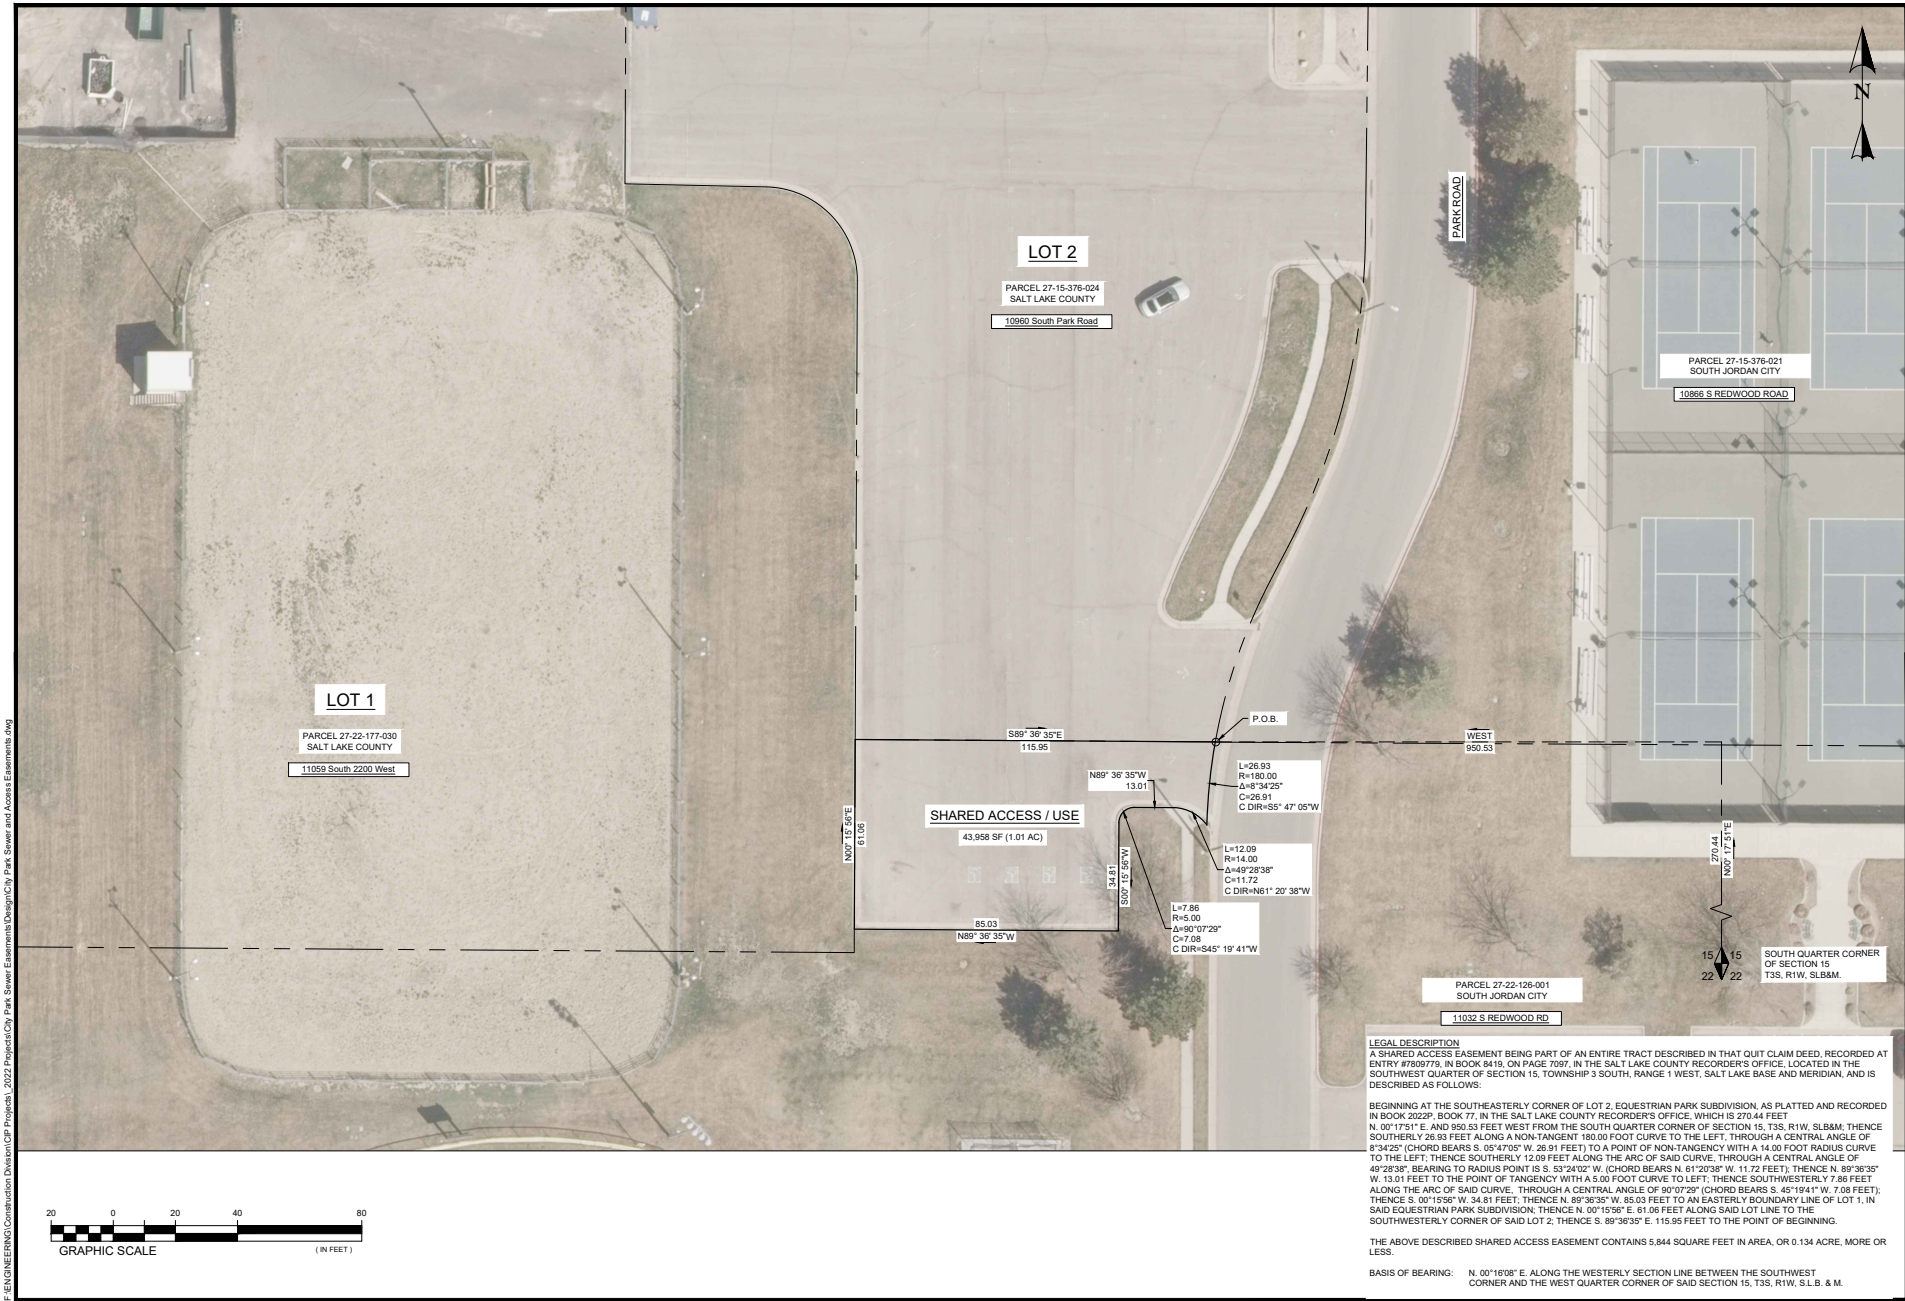 N
PARK ROAD
LOT 2
PARCEL 27-15-376-024
SALT LAKE COUNTY
10960 South Park Road
PARCEL 27-15-376-021
SOUTH JORDAN CITY
10866 S REDWOOD ROAD
LOT 1
PARCEL 27-22-177-030
SALT LAKE COUNTY
11059 South 2200 West
P.O.B.
S89° 36' 35"E
115.95
WEST
950.53
N89° 36' 35"W
13.01
L=26.93
R=180.00
Δ=8°34'25"
C=26.91
C DIR=S5° 47' 05"W
SHARED ACCESS / USE
43,958 SF (1.01 AC)
N00° 15' 56"E
61.06
L=12.09
R=14.00
Δ=49°28'38"
C=11.72
C DIR=N61° 20' 38"W
34.81
S00° 15' 56"W
L=7.86
R=5.00
Δ=90°07'29"
C=7.08
C DIR=S45° 19' 41"W
85.03
N89° 36' 35"W
270.44
N00° 17' 51"E
15 15
22 22
SOUTH QUARTER CORNER
OF SECTION 15
T3S, R1W, SLB&M.
PARCEL 27-22-126-001
SOUTH JORDAN CITY
11032 S REDWOOD RD
LEGAL DESCRIPTION
A SHARED ACCESS EASEMENT BEING PART OF AN ENTIRE TRACT DESCRIBED IN THAT QUIT CLAIM DEED, RECORDED AT
ENTRY #7809779, IN BOOK 8419, ON PAGE 7097, IN THE SALT LAKE COUNTY RECORDER'S OFFICE, LOCATED IN THE
SOUTHWEST QUARTER OF SECTION 15, TOWNSHIP 3 SOUTH, RANGE 1 WEST, SALT LAKE BASE AND MERIDIAN, AND IS
DESCRIBED AS FOLLOWS:
BEGINNING AT THE SOUTHEASTERLY CORNER OF LOT 2, EQUESTRIAN PARK SUBDIVISION, AS PLATTED AND RECORDED
IN BOOK 2022P, BOOK 77, IN THE SALT LAKE COUNTY RECORDER'S OFFICE, WHICH IS 270.44 FEET
N. 00°17'51" E. AND 950.53 FEET WEST FROM THE SOUTH QUARTER CORNER OF SECTION 15, T3S, R1W, SLB&M; THENCE
SOUTHERLY 26.93 FEET ALONG A NON-TANGENT 180.00 FOOT CURVE TO THE LEFT, THROUGH A CENTRAL ANGLE OF
8°34'25" (CHORD BEARS S. 05°47'05" W. 26.91 FEET) TO A POINT OF NON-TANGENCY WITH A 14.00 FOOT RADIUS CURVE
TO THE LEFT; THENCE SOUTHERLY 12.09 FEET ALONG THE ARC OF SAID CURVE, THROUGH A CENTRAL ANGLE OF
49°28'38", BEARING TO RADIUS POINT IS S. 53°24'02" W. (CHORD BEARS N. 61°20'38" W. 11.72 FEET); THENCE N. 89°36'35"
W. 13.01 FEET TO THE POINT OF TANGENCY WITH A 5.00 FOOT CURVE TO LEFT; THENCE SOUTHWESTERLY 7.86 FEET
ALONG THE ARC OF SAID CURVE, THROUGH A CENTRAL ANGLE OF 90°07'29" (CHORD BEARS S. 45°19'41" W. 7.08 FEET);
THENCE S. 00°15'56" W. 34.81 FEET; THENCE N. 89°36'35" W. 85.03 FEET TO AN EASTERLY BOUNDARY LINE OF LOT 1, IN
SAID EQUESTRIAN PARK SUBDIVISION; THENCE N. 00°15'56" E. 61.06 FEET ALONG SAID LOT LINE TO THE
SOUTHWESTERLY CORNER OF SAID LOT 2; THENCE S. 89°36'35" E. 115.95 FEET TO THE POINT OF BEGINNING.
THE ABOVE DESCRIBED SHARED ACCESS EASEMENT CONTAINS 5,844 SQUARE FEET IN AREA, OR 0.134 ACRE, MORE OR
LESS.
BASIS OF BEARING: N. 00°16'08" E. ALONG THE WESTERLY SECTION LINE BETWEEN THE SOUTHWEST
CORNER AND THE WEST QUARTER CORNER OF SAID SECTION 15, T3S, R1W, S.L.B. & M.
20 0 20 40 80
GRAPHIC SCALE
( IN FEET )
F:\ENGINEERING\Construction Division\CIP Projects\_2022 Projects\City Park Sewer Easements\Design\City Park Sewer and Access Easements.dwg